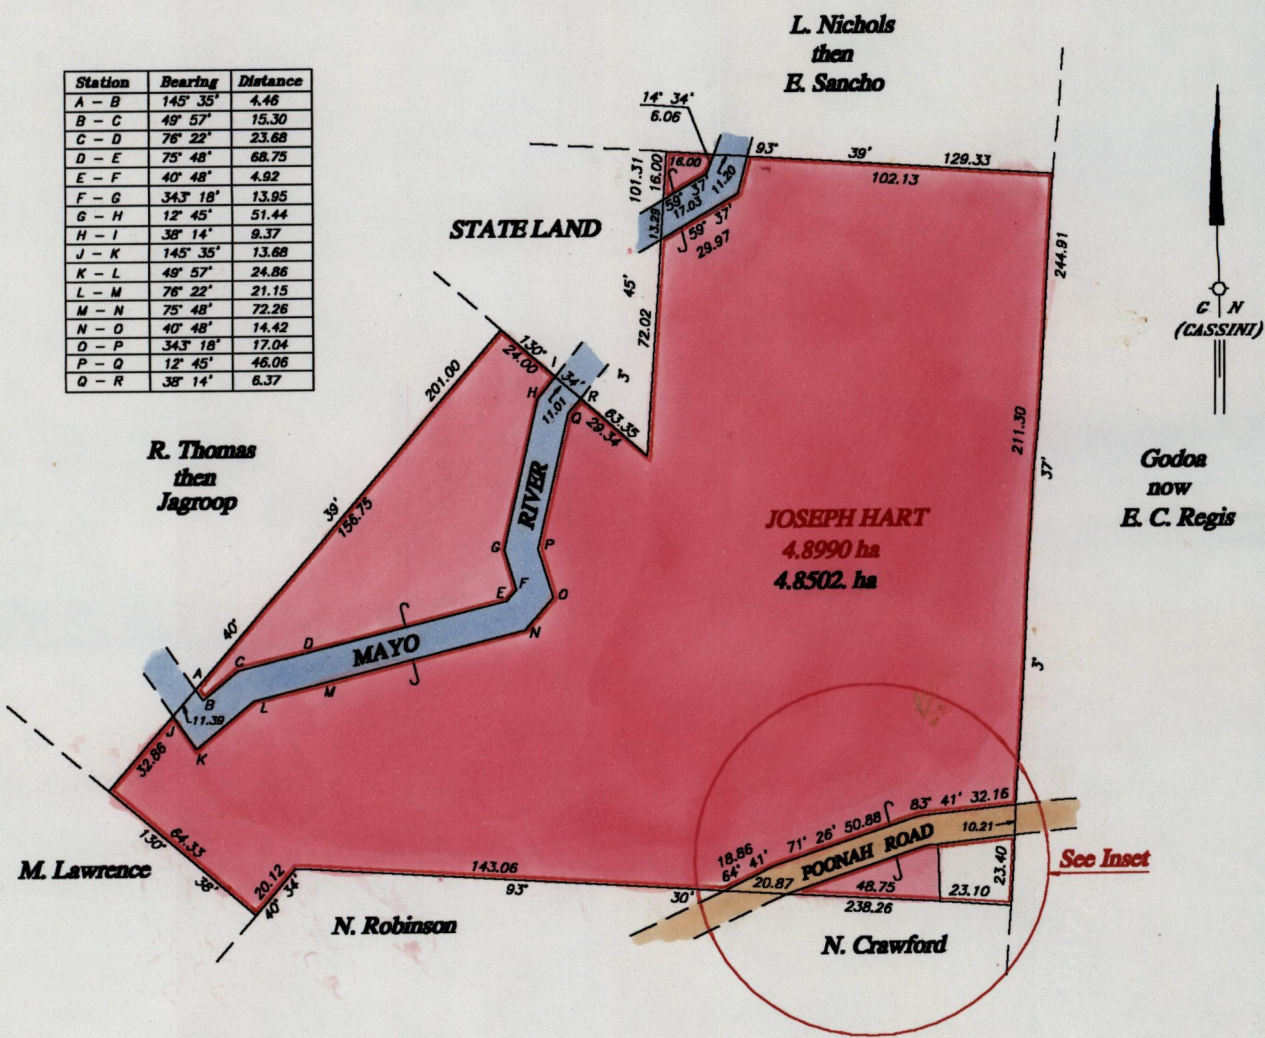 L. Nichols
then
E. Sancho
Station Bearing Distance
A - B 145° 35' 4.46
B - C 49° 57' 15.30
C - D 76° 22' 23.68
D - E 75° 48' 68.75
E - F 40° 48' 4.92
F - G 343° 18' 13.95
G - H 12° 45' 51.44
H - I 38° 14' 9.37
J - K 145° 35' 13.68
K - L 49° 57' 24.86
L - M 76° 22' 21.15
M - N 75° 48' 72.26
N - O 40° 48' 14.42
O - P 343° 18' 17.04
P - Q 12° 45' 46.06
Q - R 38° 14' 6.37
14° 34'
6.06
93° 39' 129.33
102.13
101.31
16.00
16.00
11.20
59° 37'
17.03
13.29
59° 37'
29.97
STATE LAND
45'
72.02
3°
244.91
211.30
37'
3°
G N
(CASSINI)
130° 34'
24.00
I
R
H
11.01
Q
63.35
29.34
201.00
R. Thomas
then
Jagroop
39'
156.75
40°
RIVER
Godoa
now
E. C. Regis
JOSEPH HART
4.8990 ha
4.8502. ha
G
P
F
E
O
N
D
MAYO
C
M
A
B
L
11.39
J
K
32.86
64.33
130° 38'
M. Lawrence
20.12
40° 34'
143.06
93° 30'
N. Robinson
18.86
64° 41'
71° 26' 50.88
83° 41' 32.16
10.21
POONAH ROAD
20.87
48.75
23.10
23.40
238.26
See Inset
N. Crawford